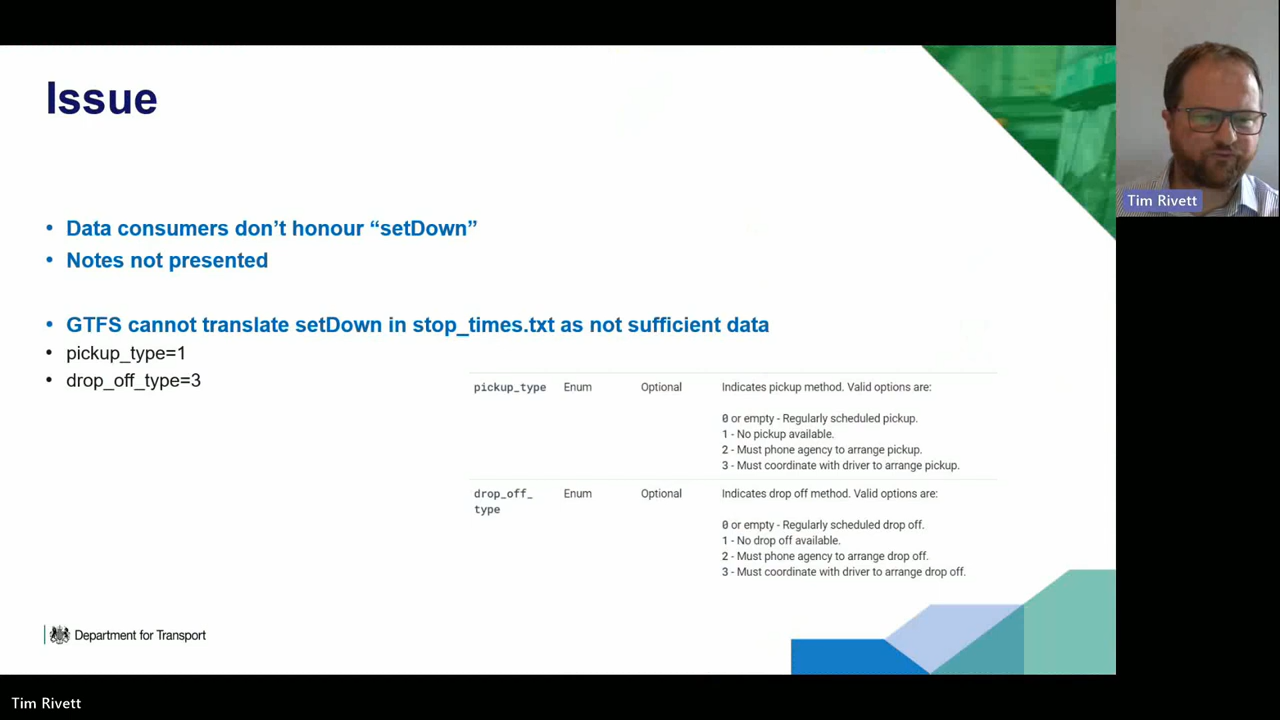 Issue
Tim Rivett
• Data consumers don’t honour “setDown”
• Notes not presented
• GTFS cannot translate setDown in stop_times.txt as not sufficient data
• pickup_type=1
• drop_off_type=3
pickup_type Enum Optional Indicates pickup method. Valid options are:
0 or empty - Regularly scheduled pickup.
1 - No pickup available.
2 - Must phone agency to arrange pickup.
3 - Must coordinate with driver to arrange pickup.
drop_off_ Enum Optional Indicates drop off method. Valid options are:
type
0 or empty - Regularly scheduled drop off.
1 - No drop off available.
2 - Must phone agency to arrange drop off.
3 - Must coordinate with driver to arrange drop off.
Department for Transport
Tim Rivett